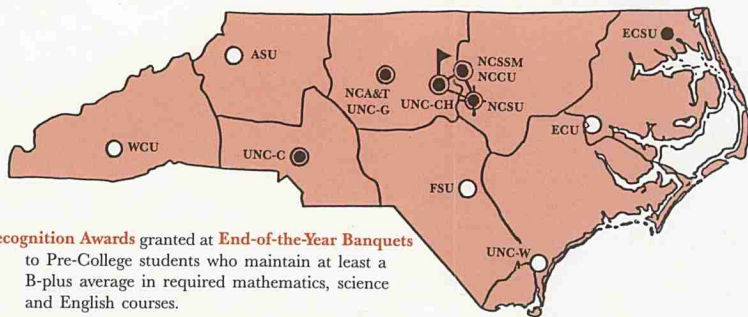 ASU
ECSU
NCSSM
NCCU
NCA&T
UNC-G
UNC-CH
NCSU
ECU
WCU
UNC-C
FSU
UNC-W
ecognition Awards granted at End-of-the-Year Banquets
to Pre-College students who maintain at least a
B-plus average in required mathematics, science
and English courses.